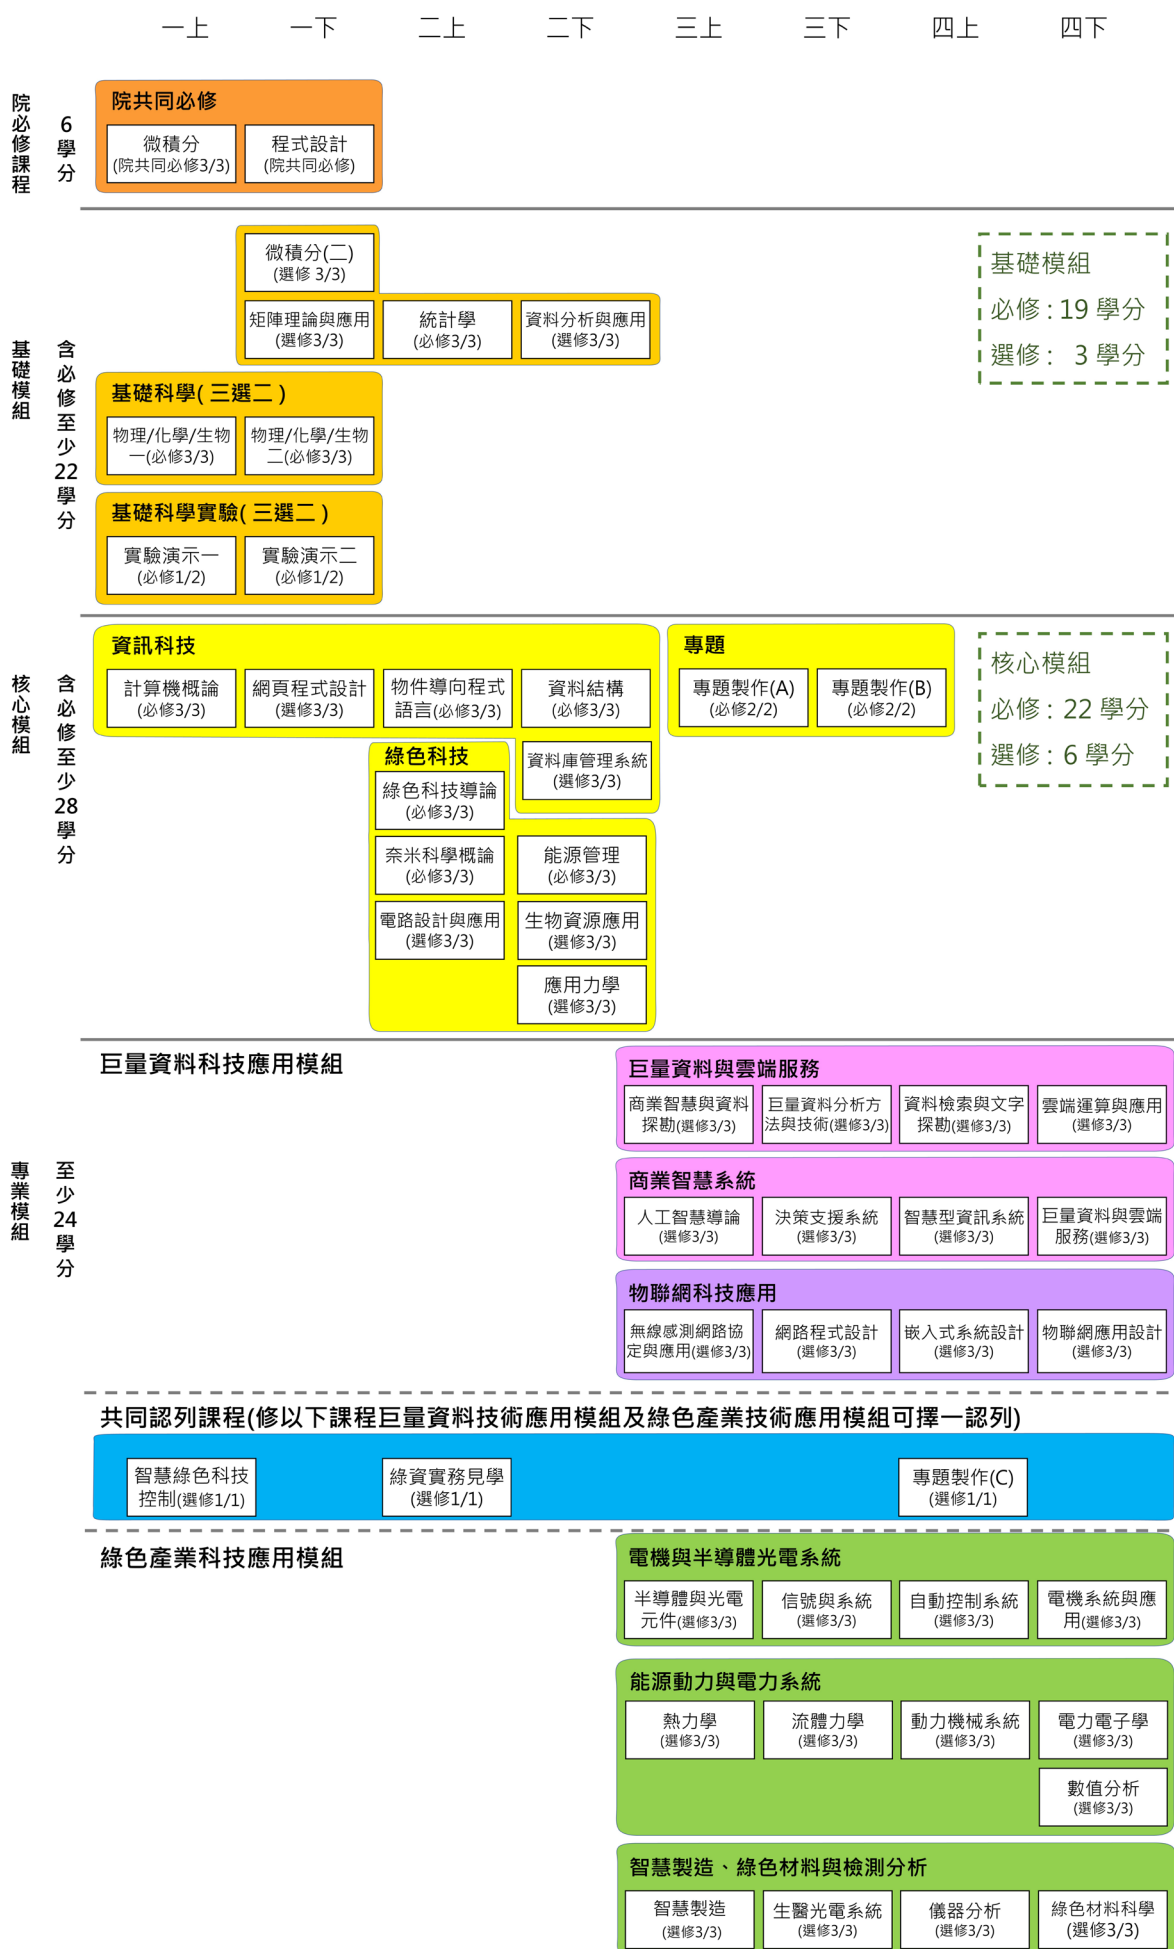 一上 一下 二上 二下 三上 三下 四上 四下
院必修課程
6學分
院共同必修
微積分
(院共同必修3/3)
程式設計
(院共同必修)
基礎模組
含必修至少22學分
微積分(二)
(選修 3/3)
矩陣理論與應用
(選修3/3)
統計學
(必修3/3)
資料分析與應用
(選修3/3)
基礎模組
必修 : 19 學分
選修 : 3 學分
基礎科學( 三選二 )
物理/化學/生物
一(必修3/3)
物理/化學/生物
二(必修3/3)
基礎科學實驗( 三選二 )
實驗演示一
(必修1/2)
實驗演示二
(必修1/2)
核心模組
含必修至少28學分
資訊科技
計算機概論
(必修3/3)
網頁程式設計
(選修3/3)
物件導向程式
語言(必修3/3)
資料結構
(必修3/3)
資料庫管理系統
(選修3/3)
專題
專題製作(A)
(必修2/2)
專題製作(B)
(必修2/2)
核心模組
必修 : 22 學分
選修 : 6 學分
綠色科技
綠色科技導論
(必修3/3)
奈米科學概論
(必修3/3)
能源管理
(必修3/3)
電路設計與應用
(選修3/3)
生物資源應用
(選修3/3)
應用力學
(選修3/3)
專業模組
至少24學分
巨量資料科技應用模組
巨量資料與雲端服務
商業智慧與資料
探勘(選修3/3)
巨量資料分析方
法與技術(選修3/3)
資料檢索與文字
探勘(選修3/3)
雲端運算與應用
(選修3/3)
商業智慧系統
人工智慧導論
(選修3/3)
決策支援系統
(選修3/3)
智慧型資訊系統
(選修3/3)
巨量資料與雲端
服務(選修3/3)
物聯網科技應用
無線感測網路協
定與應用(選修3/3)
網路程式設計
(選修3/3)
嵌入式系統設計
(選修3/3)
物聯網應用設計
(選修3/3)
共同認列課程(修以下課程巨量資料技術應用模組及綠色產業技術應用模組可擇一認列)
智慧綠色科技
控制(選修1/1)
綠資實務見學
(選修1/1)
專題製作(C)
(選修1/1)
綠色產業科技應用模組
電機與半導體光電系統
半導體與光電
元件(選修3/3)
信號與系統
(選修3/3)
自動控制系統
(選修3/3)
電機系統與應
用(選修3/3)
能源動力與電力系統
熱力學
(選修3/3)
流體力學
(選修3/3)
動力機械系統
(選修3/3)
電力電子學
(選修3/3)
數值分析
(選修3/3)
智慧製造、綠色材料與檢測分析
智慧製造
(選修3/3)
生醫光電系統
(選修3/3)
儀器分析
(選修3/3)
綠色材料科學
(選修3/3)